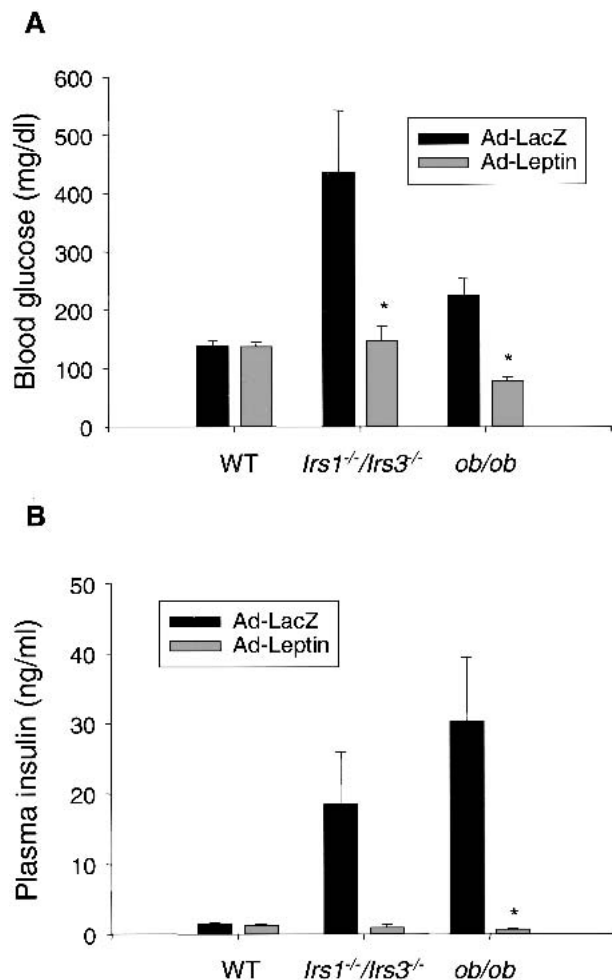 A
Blood glucose (mg/dl)
600
500
400
300
200
100
0
Ad-LacZ
Ad-Leptin
*
*
WT Irs1-/-/Irs3-/- ob/ob
B
Plasma insulin (ng/ml)
50
40
30
20
10
0
Ad-LacZ
Ad-Leptin
*
WT Irs1-/-/Irs3-/- ob/ob